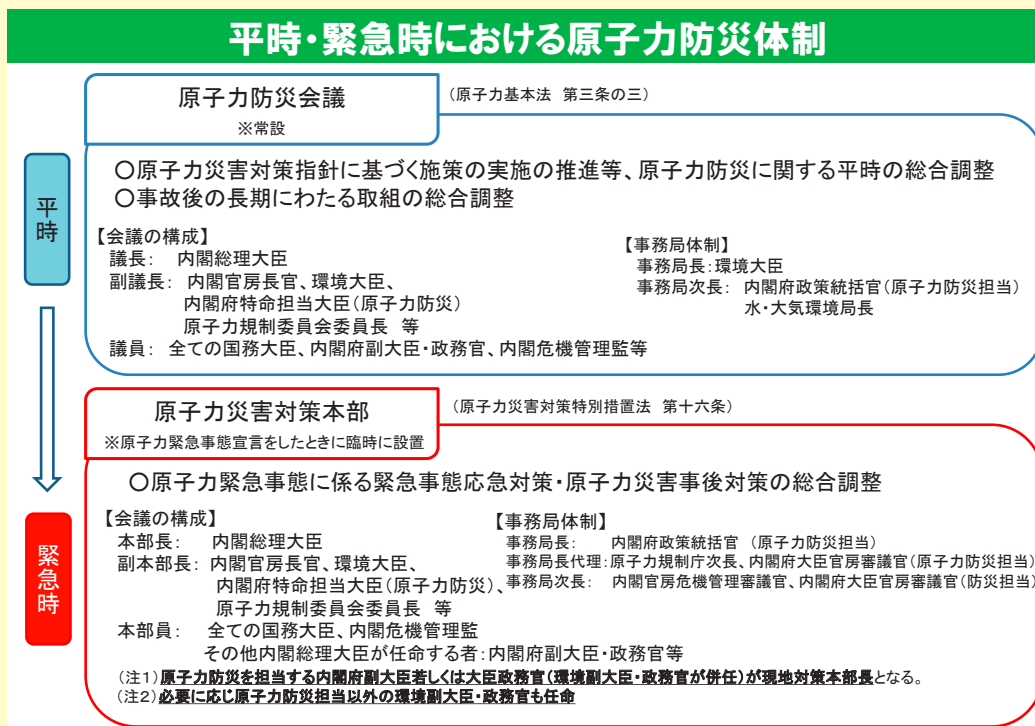 平時・緊急時における原子力防災体制
原子力防災会議
※常設
(原子力基本法 第三条の三)
平時
○原子力災害対策指針に基づく施策の実施の推進等、原子力防災に関する平時の総合調整
○事故後の長期にわたる取組の総合調整
【会議の構成】
議長: 内閣総理大臣
副議長: 内閣官房長官、環境大臣、
内閣府特命担当大臣(原子力防災)
原子力規制委員会委員長 等
議員: 全ての国務大臣、内閣府副大臣・政務官、内閣危機管理監等
【事務局体制】
事務局長:環境大臣
事務局次長: 内閣府政策統括官(原子力防災担当)
水・大気環境局長
原子力災害対策本部
※原子力緊急事態宣言をしたときに臨時に設置
(原子力災害対策特別措置法 第十六条)
緊急時
○原子力緊急事態に係る緊急事態応急対策・原子力災害事後対策の総合調整
【会議の構成】
本部長: 内閣総理大臣
副本部長: 内閣官房長官、環境大臣、
内閣府特命担当大臣(原子力防災)、
原子力規制委員会委員長 等
本部員: 全ての国務大臣、内閣危機管理監
その他内閣総理大臣が任命する者:内閣府副大臣・政務官等
【事務局体制】
事務局長: 内閣府政策統括官 (原子力防災担当)
事務局長代理:原子力規制庁次長、内閣府大臣官房審議官(原子力防災担当)
事務局次長: 内閣官房危機管理審議官、内閣府大臣官房審議官(防災担当)
(注1)原子力防災を担当する内閣府副大臣若しくは大臣政務官(環境副大臣・政務官が併任)が現地対策本部長となる。
(注2)必要に応じ原子力防災担当以外の環境副大臣・政務官も任命